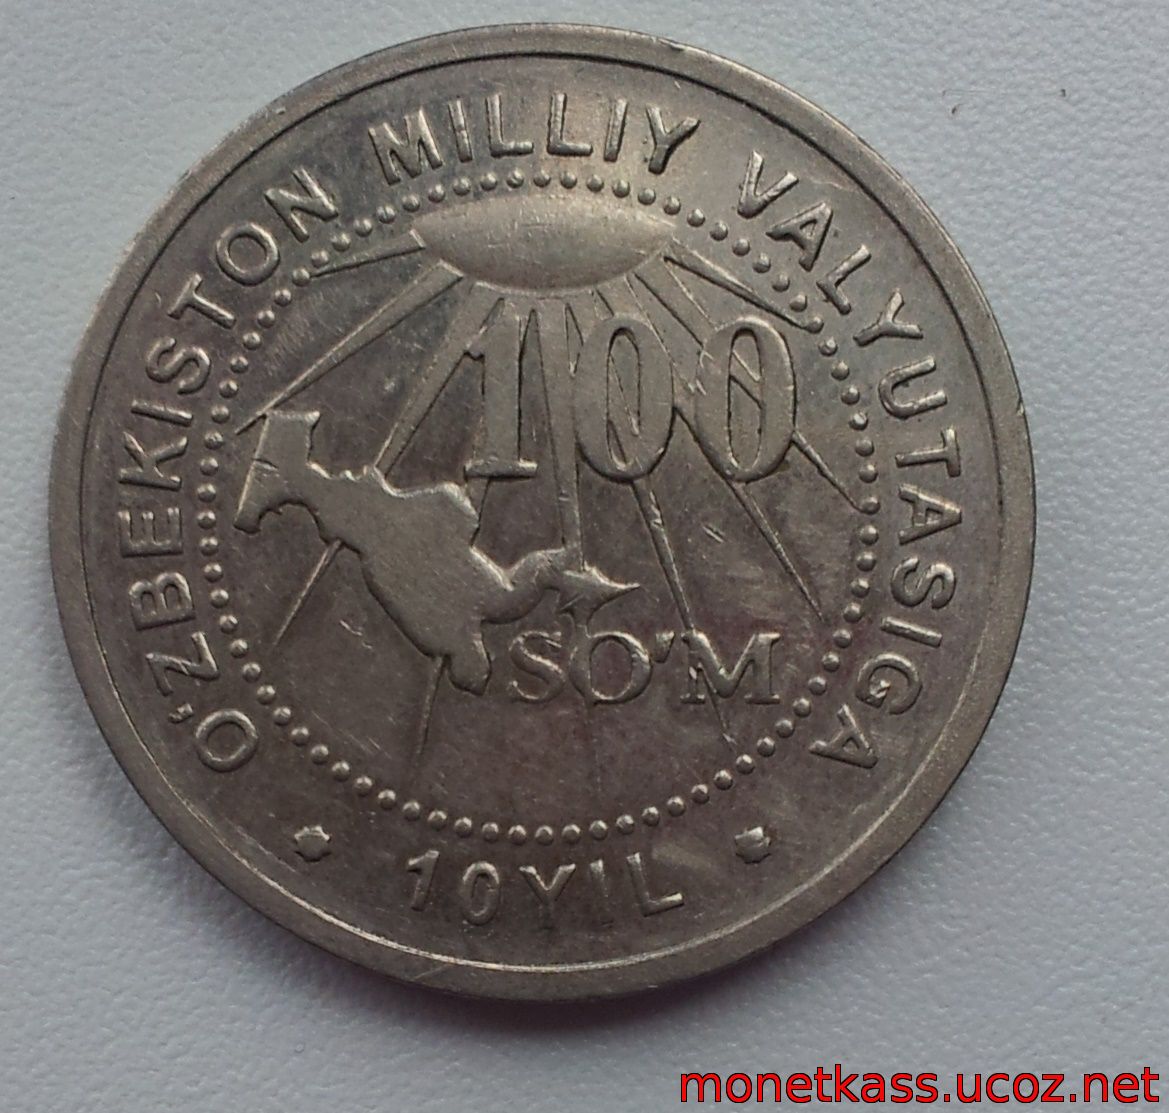 O'ZBEKISTON MILLIY VALYUTASIGA
100
SO'M
10 YIL
monetkass.ucoz.net